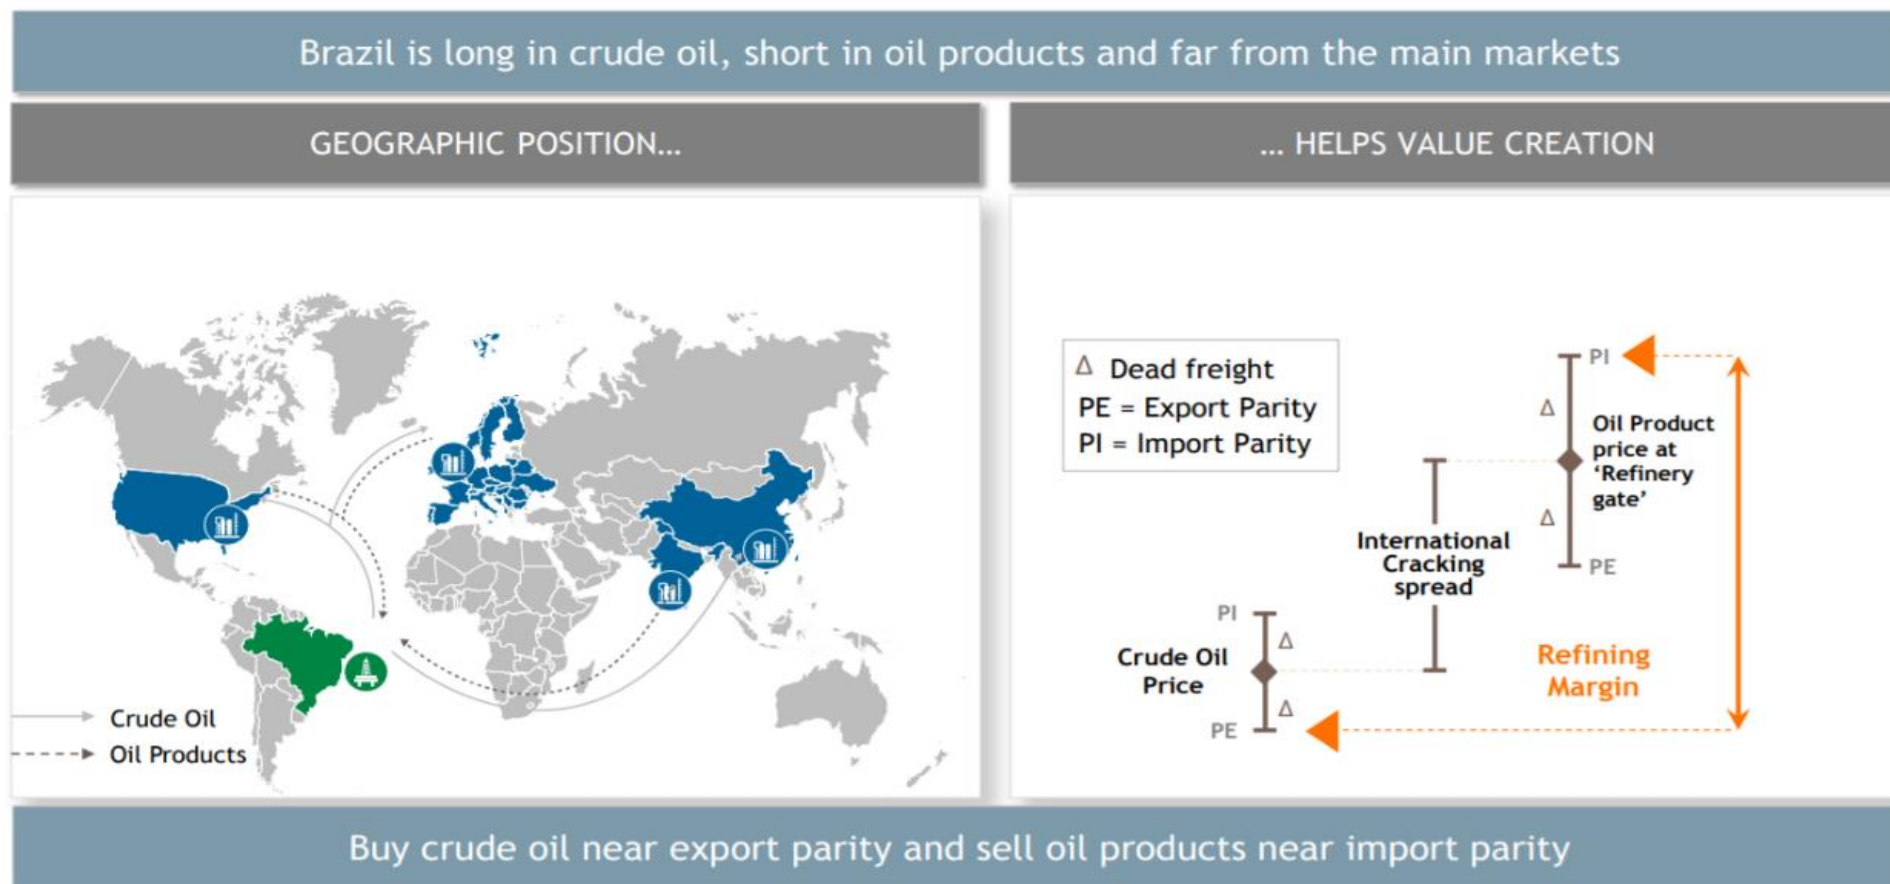 Brazil is long in crude oil, short in oil products and far from the main markets
GEOGRAPHIC POSITION...
Crude Oil
Oil Products
... HELPS VALUE CREATION
Δ Dead freight
PE = Export Parity
PI = Import Parity
PI
Δ
Oil Product
price at
‘Refinery
gate’
Δ
PE
International
Cracking
spread
PI
Δ
Crude Oil
Price
Δ
PE
Refining
Margin
Buy crude oil near export parity and sell oil products near import parity